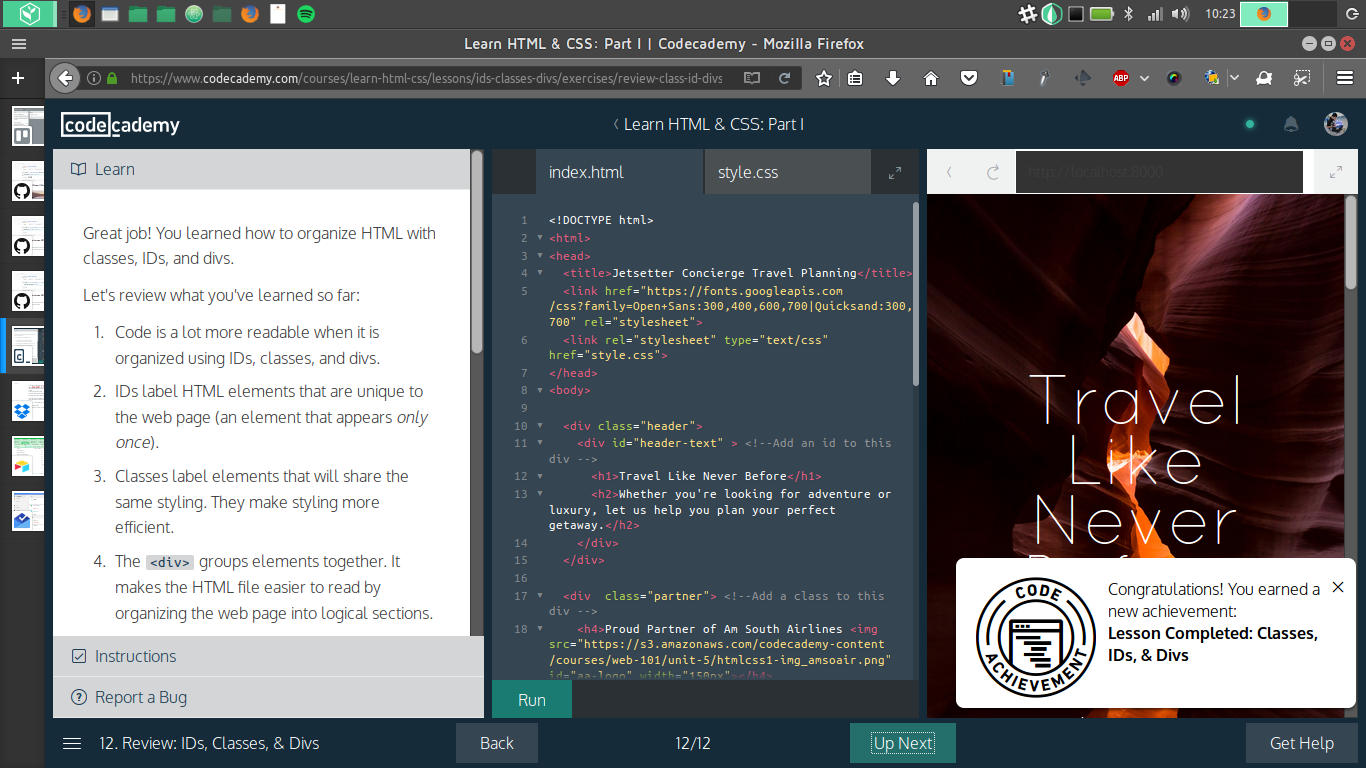 10:23
Learn HTML & CSS: Part I | Codecademy - Mozilla Firefox
https://www.codecademy.com/courses/learn-html-css/lessons/ids-classes-divs/exercises/review-class-id-divs
ABP
codecademy
Learn HTML & CSS: Part I
Learn
Great job! You learned how to organize HTML with
classes, IDs, and divs.
Let's review what you've learned so far:
1. Code is a lot more readable when it is
organized using IDs, classes, and divs.
2. IDs label HTML elements that are unique to
the web page (an element that appears only
once).
3. Classes label elements that will share the
same styling. They make styling more
efficient.
4. The <div> groups elements together. It
makes the HTML file easier to read by
organizing the web page into logical sections.
Instructions
Report a Bug
index.html
style.css
1 <!DOCTYPE html>
2 <html>
3 <head>
4 <title>Jetsetter Concierge Travel Planning</title>
5 <link href="https://fonts.googleapis.com
/css?family=Open+Sans:300,400,600,700|Quicksand:300,
700" rel="stylesheet">
6 <link rel="stylesheet" type="text/css"
href="style.css">
7 </head>
8 <body>
9
10 <div class="header">
11 <div id="header-text" > <!--Add an id to this
div -->
12 <h1>Travel Like Never Before</h1>
13 <h2>Whether you're looking for adventure or
luxury, let us help you plan your perfect
getaway.</h2>
14 </div>
15 </div>
16
17 <div  class="partner"> <!--Add a class to this
div -->
18 <h4>Proud Partner of Am South Airlines <img
src="https://s3.amazonaws.com/codecademy-content
/courses/web-101/unit-5/htmlcss1-img_amsoair.png"
id="aa-logo" width="150px"></h4>
Run
http://localhost:8000
Travel
Like
Never
CODE
ACHIEVEMENT
Congratulations! You earned a
new achievement:
Lesson Completed: Classes,
IDs, & Divs
12. Review: IDs, Classes, & Divs
Back
12/12
Up Next
Get Help